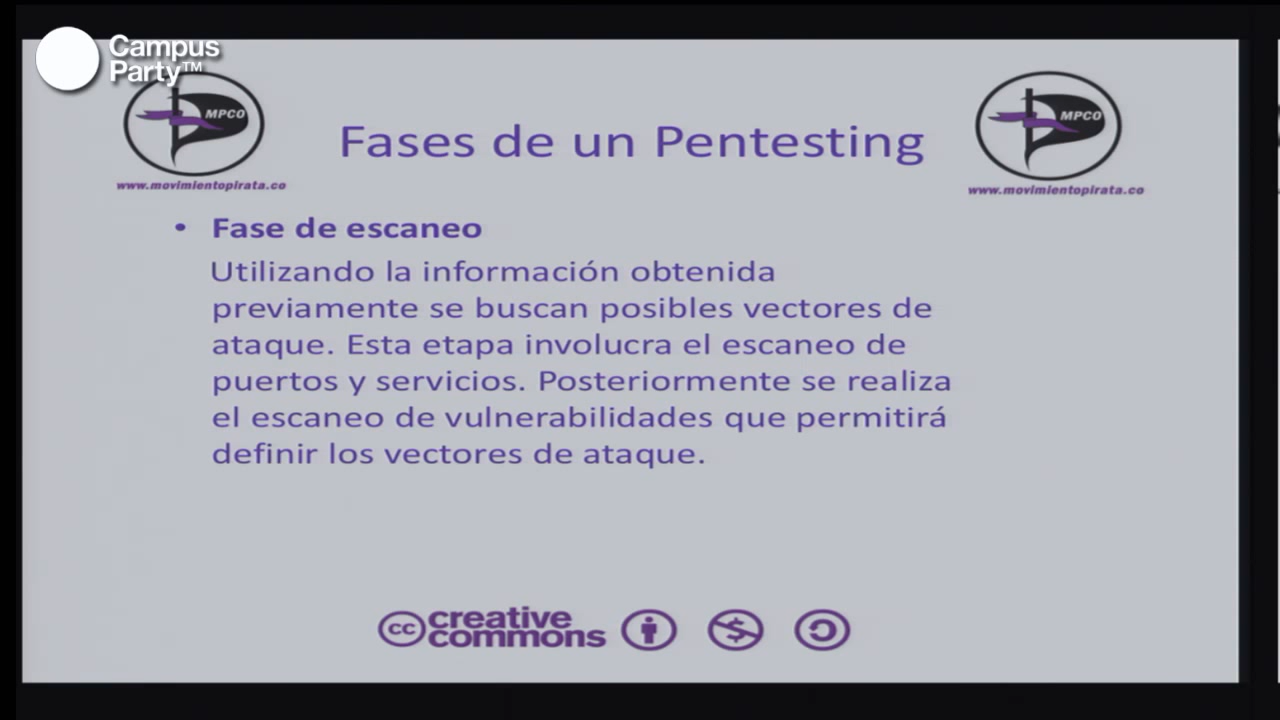 Campus
Party™
MPCO
www.movimientopirata.co
Fases de un Pentesting
MPCO
www.movimientopirata.co
• Fase de escaneo
Utilizando la información obtenida
previamente se buscan posibles vectores de
ataque. Esta etapa involucra el escaneo de
puertos y servicios. Posteriormente se realiza
el escaneo de vulnerabilidades que permitirá
definir los vectores de ataque.
cc creative
commons